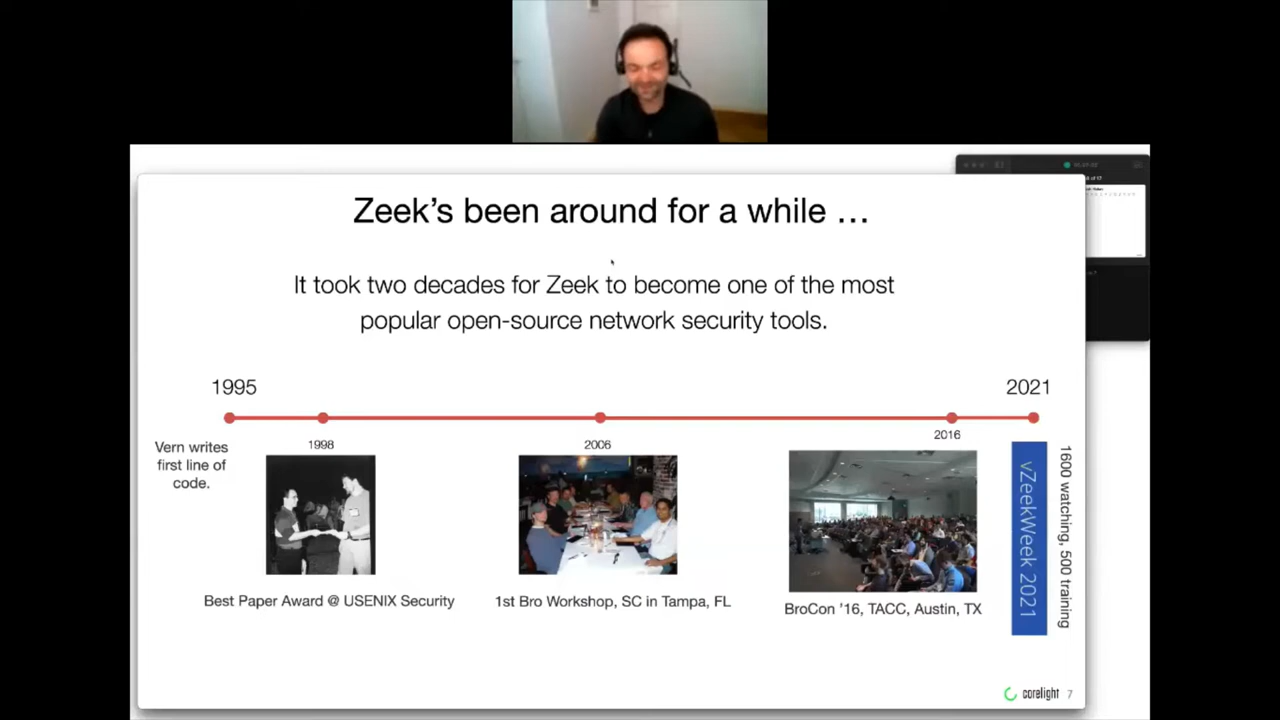 Zeek's been around for a while …
It took two decades for Zeek to become one of the most
popular open-source network security tools.
1995
2021
1998
2006
2016
Vern writes
first line of
code.
Best Paper Award @ USENIX Security
1st Bro Workshop, SC in Tampa, FL
BroCon '16, TACC, Austin, TX
vZeekWeek 2021
1600 watching, 500 training
corelight 7